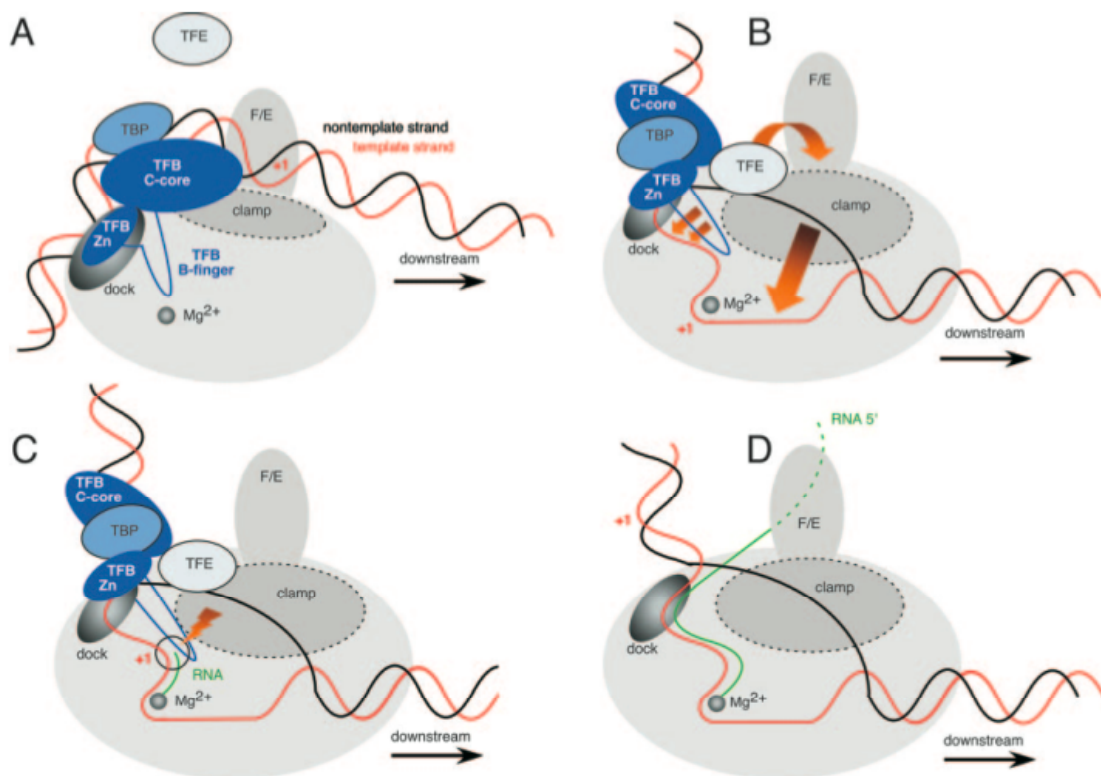 A
TFE
TBP
F/E
nontemplate strand
template strand
TFB
C-core
+1
clamp
TFB
Zn
TFB
B-finger
dock
downstream
Mg2+
B
F/E
TFB
C-core
TBP
TFE
TFB
Zn
clamp
dock
Mg2+
+1
downstream
C
F/E
TFB
C-core
TBP
TFE
TFB
Zn
clamp
dock
+1
RNA
Mg2+
downstream
RNA 5'
D
+1
F/E
clamp
dock
Mg2+
downstream